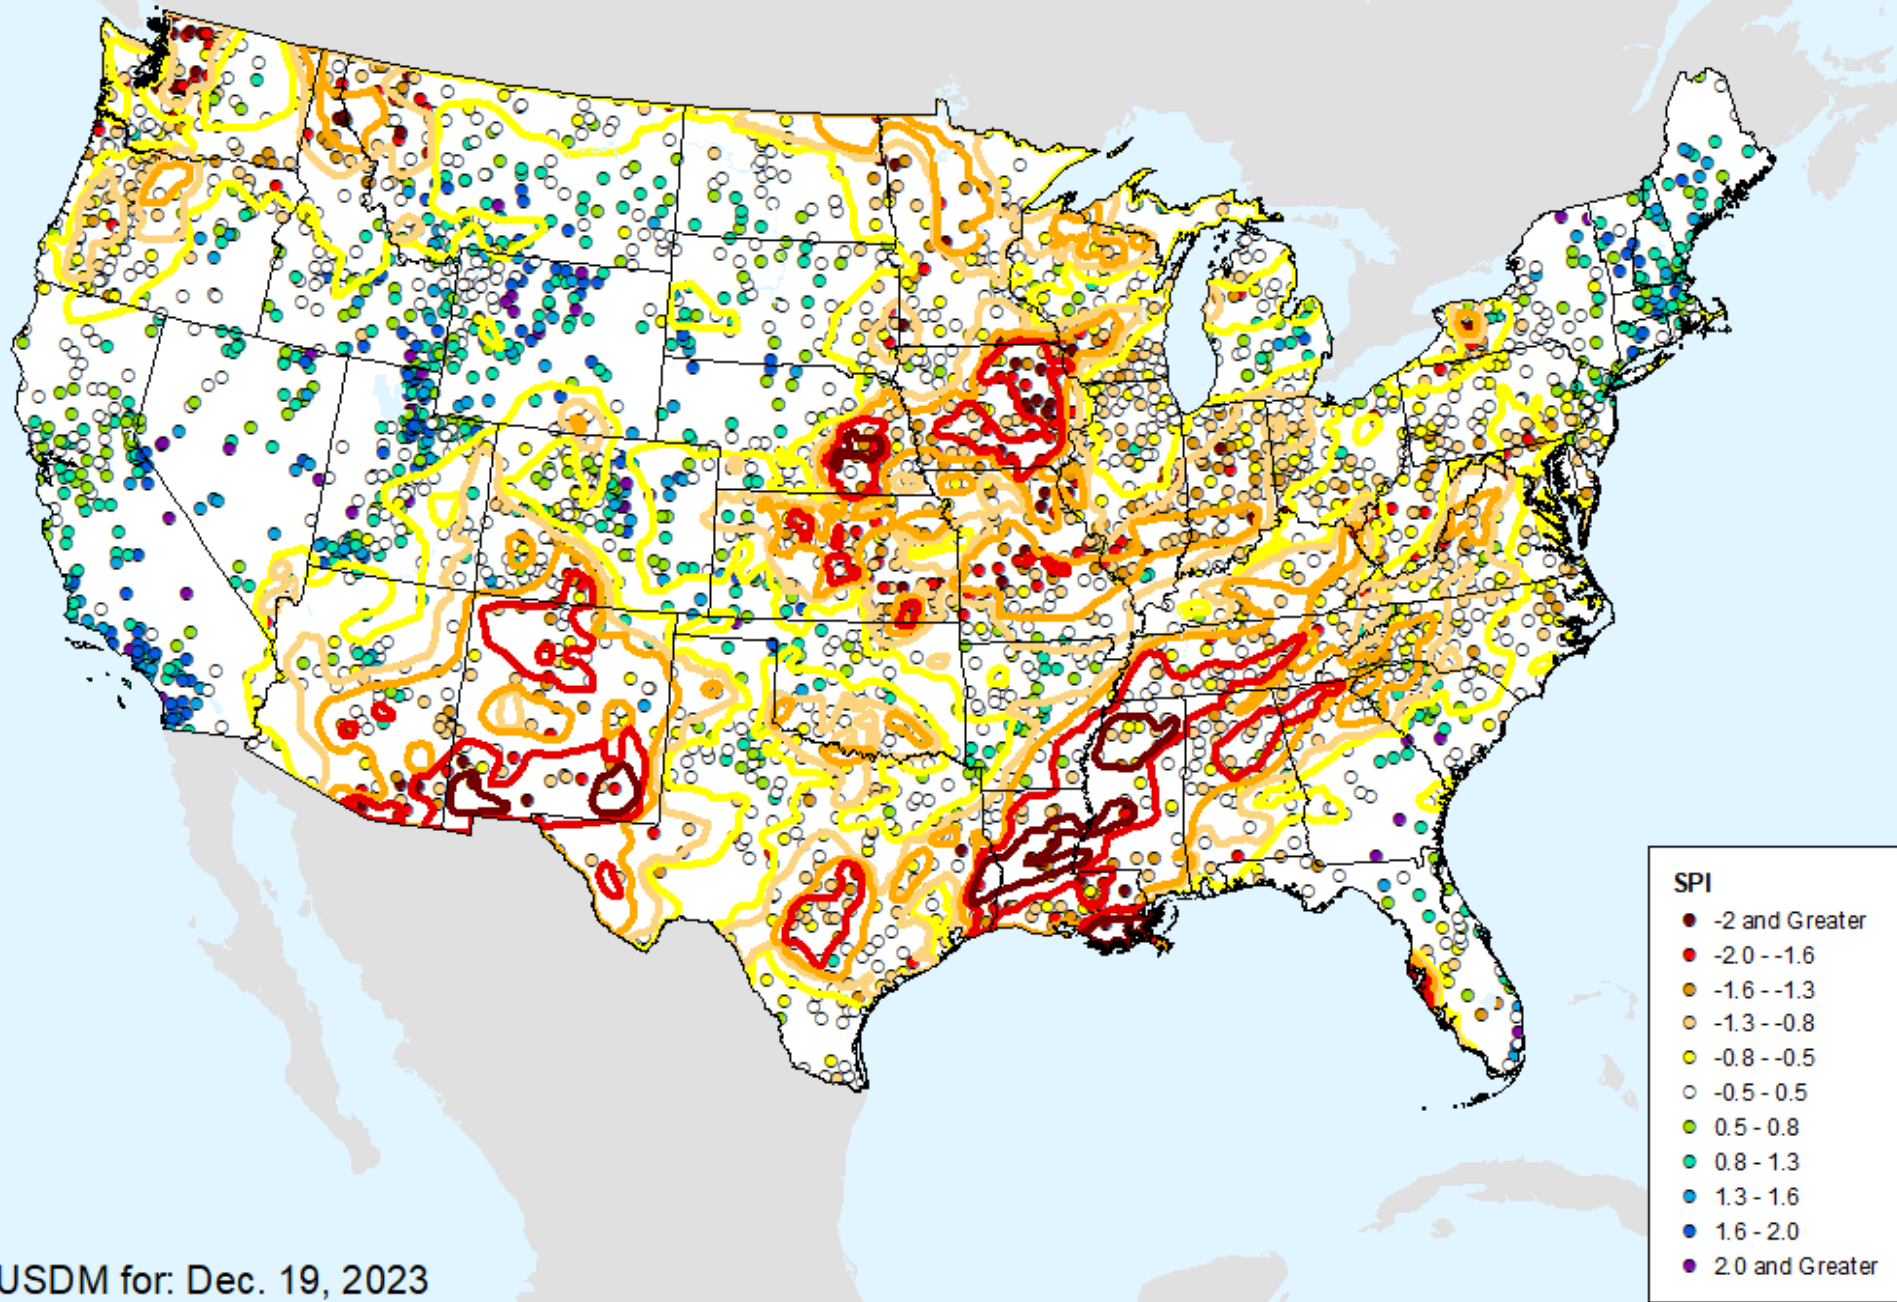 SPI
-2 and Greater
-2.0 - -1.6
-1.6 - -1.3
-1.3 - -0.8
-0.8 - -0.5
-0.5 - 0.5
0.5 - 0.8
0.8 - 1.3
1.3 - 1.6
1.6 - 2.0
2.0 and Greater
USDM for: Dec. 19, 2023